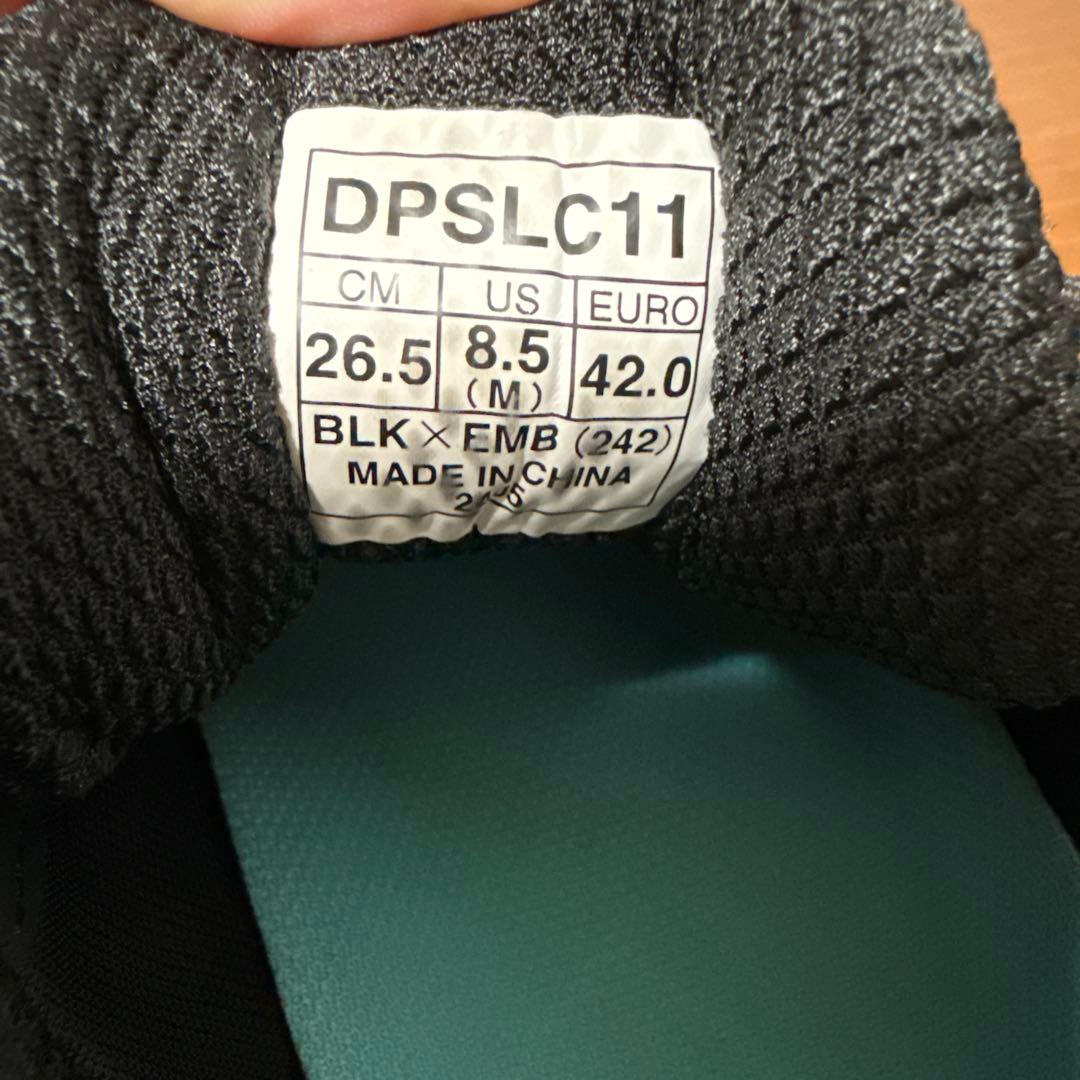 DPSLC11
CM US EURO
26.5 8.5 (M) 42.0
BLK×EMB (242)
MADE IN CHINA